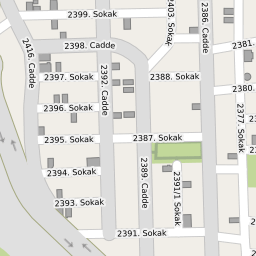 2399. Sokak
2403. Sokak
2386. Cadde
2416. Cadde
2398. Cadde
2381.
2397. Sokak
2392. Cadde
2388. Sokak
2380.
2396. Sokak
2377. Sokak
2395. Sokak
2387. Sokak
2394. Sokak
2389. Cadde
2391/1 Sokak
2393. Sokak
2391. Sokak